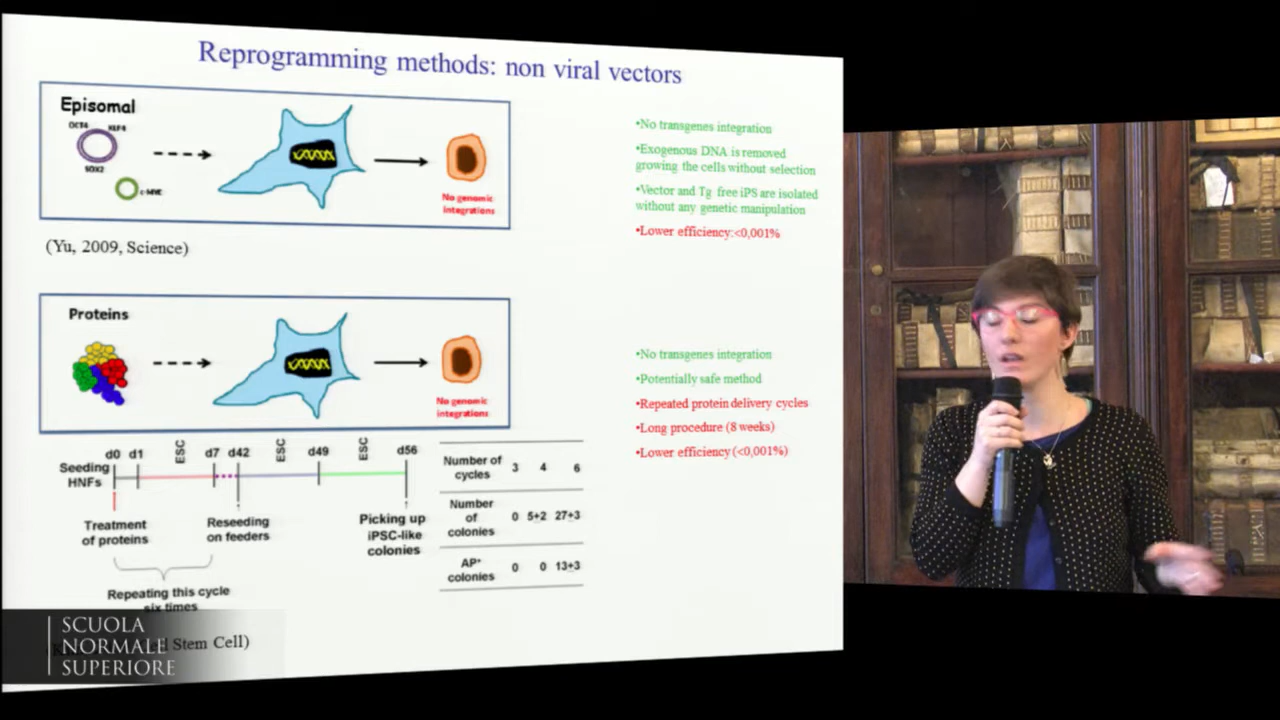 Reprogramming methods: non viral vectors
Episomal
OCT4 KLF4
SOX2
c-MYC
No genomic
integrations
(Yu, 2009, Science)
•No transgenes integration
•Exogenous DNA is removed
growing the cells without selection
•Vector and Tg free iPS are isolated
without any genetic manipulation
•Lower efficiency:<0,001%
Proteins
No genomic
integrations
•No transgenes integration
•Potentially safe method
•Repeated protein delivery cycles
•Long procedure (8 weeks)
•Lower efficiency (<0,001%)
d0 d1 ESC d7 d42 ESC d49 ESC d56
Seeding
HNFs
Treatment
of proteins
Reseeding
on feeders
Picking up
iPSC-like
colonies
Repeating this cycle
six times
Number of
cycles 3 4 6
Number
of
colonies 0 5+2 27+3
AP+
colonies 0 0 13+3
Stem Cell)
SCUOLA
NORMALE
SUPERIORE